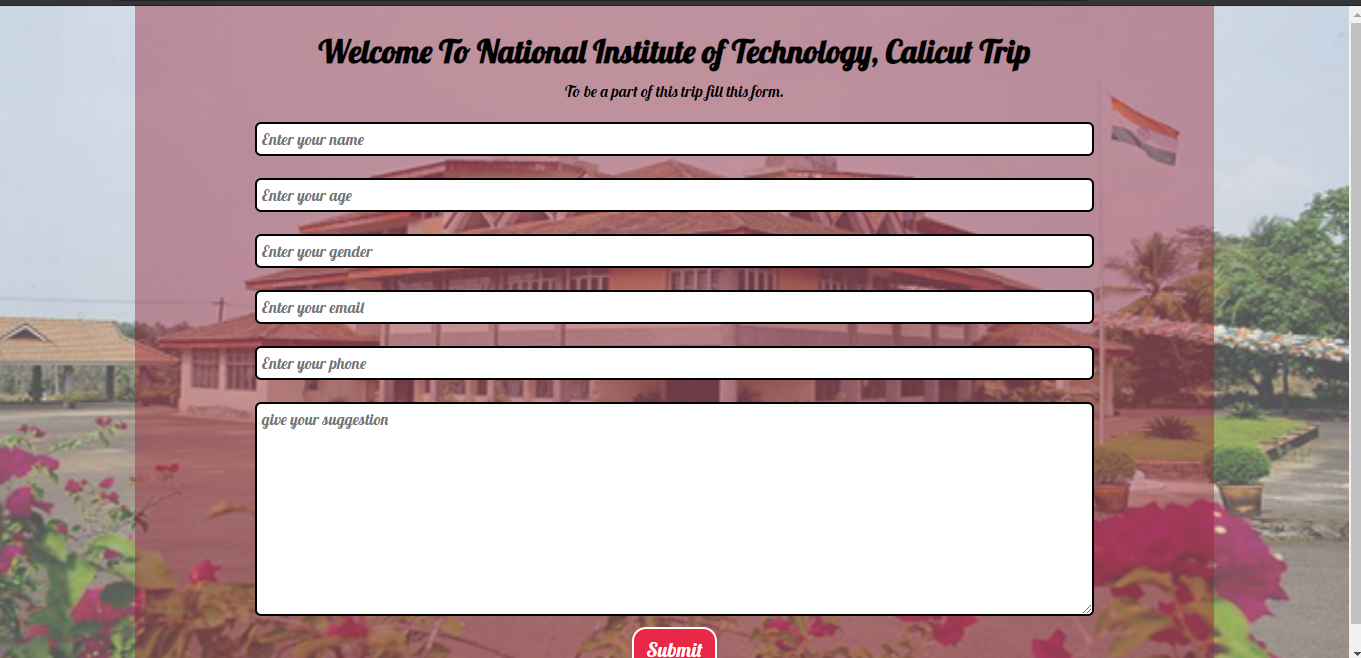 Welcome To National Institute of Technology, Calicut Trip
To be a part of this trip fill this form.
Enter your name
Enter your age
Enter your gender
Enter your email
Enter your phone
give your suggestion
Submit